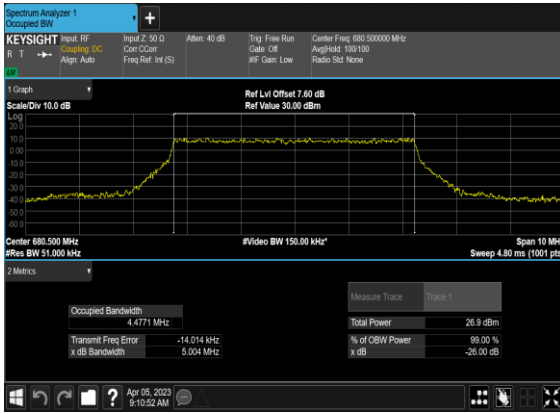 Spectrum Analyzer 1
Occupied BW
KEYSIGHT
R T
LW
Input: RF
Coupling: DC
Align: Auto
Input Z: 50 Ω
Corr CCorr
Freq Ref: Int (S)
Atten: 40 dB
Trig: Free Run
Gate: Off
#IF Gain: Low
Center Freq: 680.500000 MHz
Avg|Hold: 100/100
Radio Std: None
1 Graph
Scale/Div 10.0 dB
Ref Lvl Offset 7.60 dB
Ref Value 30.00 dBm
Log
20.0
10.0
0.00
-10.0
-20.0
-30.0
-40.0
-50.0
-60.0
Center 680.500 MHz
#Res BW 51.000 kHz
#Video BW 150.00 kHz*
Span 10 MH
Sweep 4.80 ms (1001 pts
2 Metrics
Measure Trace
Trace 1
Occupied Bandwidth
4.4771 MHz
Total Power
26.9 dBm
Transmit Freq Error
-14.014 kHz
% of OBW Power
99.00 %
x dB Bandwidth
5.004 MHz
x dB
-26.00 dB
?
Apr 05, 2023
9:10:52 AM